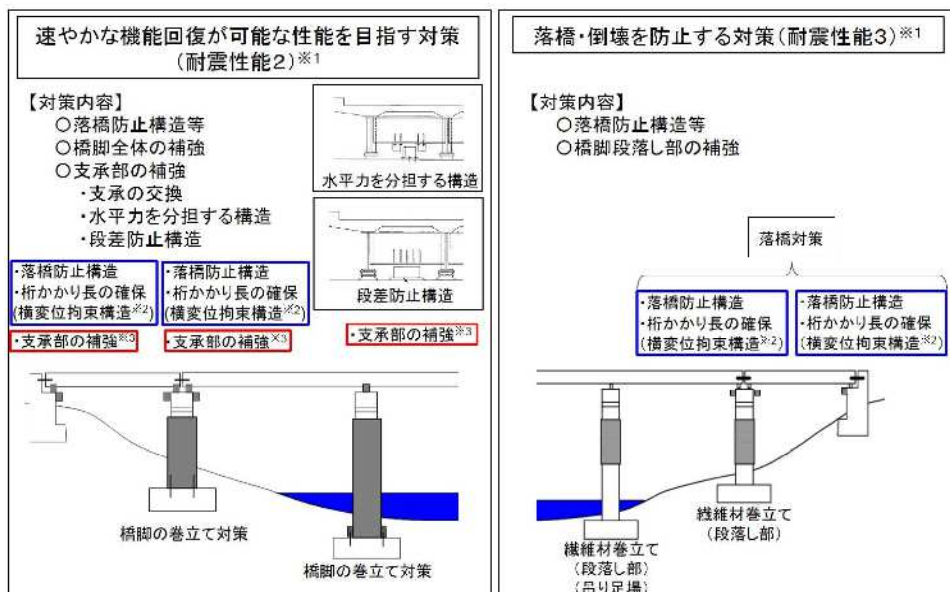 速やかな機能回復が可能な性能を目指す対策
(耐震性能2)※1
【対策内容】
○落橋防止構造等
○橋脚全体の補強
○支承部の補強
・支承の交換
・水平力を分担する構造
・段差防止構造
水平力を分担する構造
段差防止構造
・落橋防止構造
・桁かかり長の確保
(横変位拘束構造※2)
・支承部の補強※3
・落橋防止構造
・桁かかり長の確保
(横変位拘束構造※2)
・支承部の補強※3
・支承部の補強※3
橋脚の巻立て対策
橋脚の巻立て対策
落橋・倒壊を防止する対策(耐震性能3)※1
【対策内容】
○落橋防止構造等
○橋脚段落し部の補強
落橋対策
・落橋防止構造
・桁かかり長の確保
(横変位拘束構造※2)
・落橋防止構造
・桁かかり長の確保
(横変位拘束構造※2)
繊維材巻立て
(段落し部)
繊維材巻立て
(段落し部)
(吊り足場)